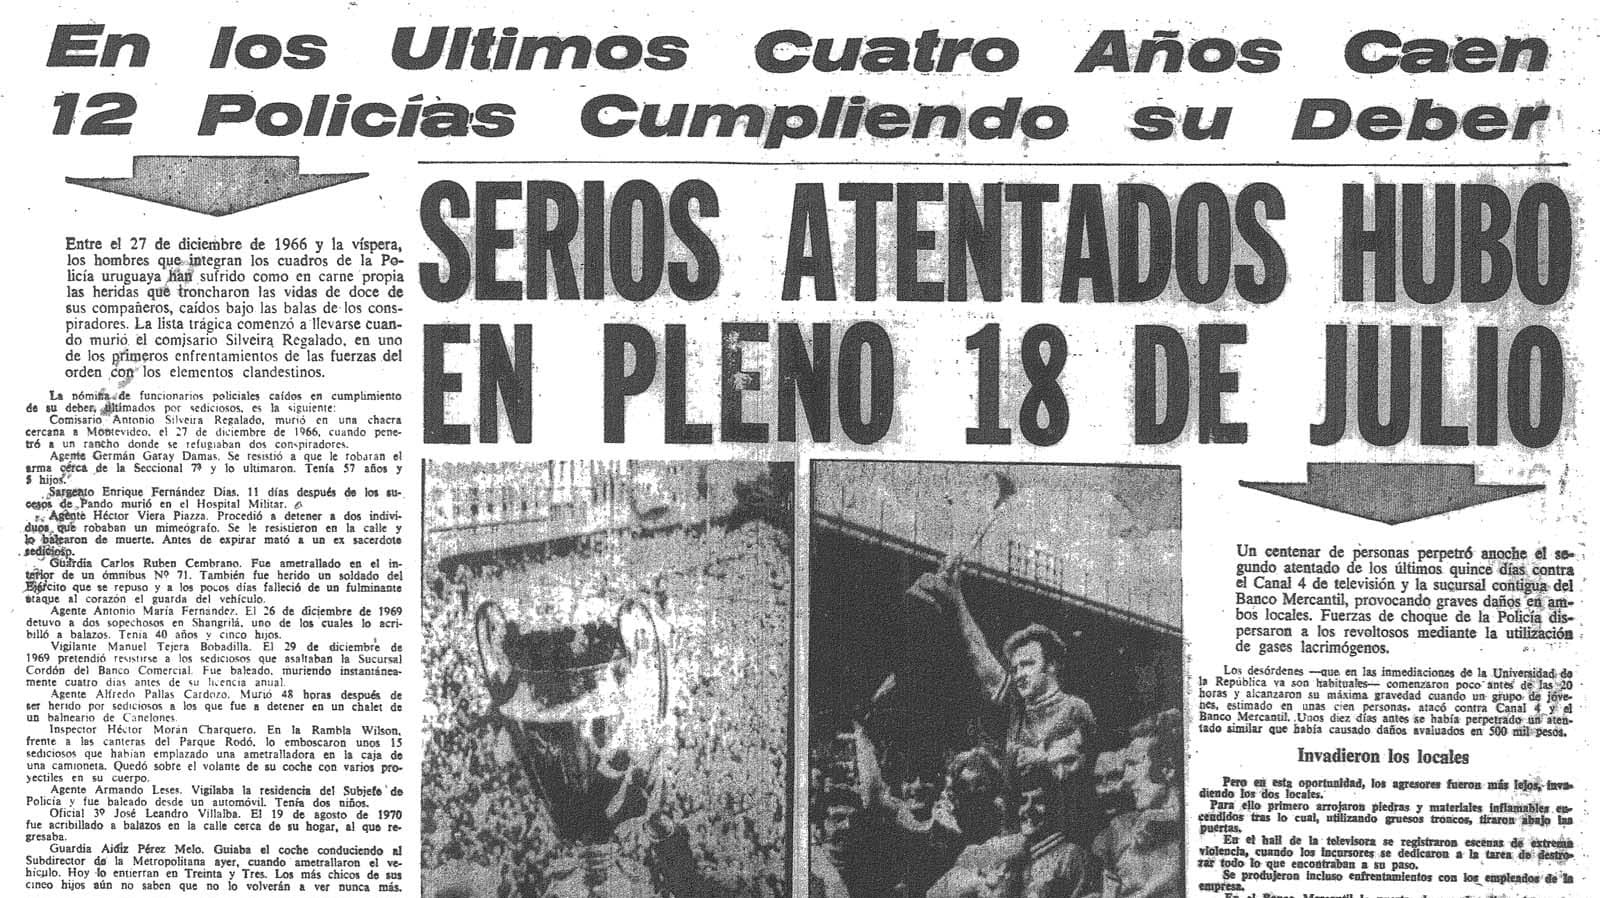 En los Ultimos Cuatro Años Caen
12 Policías Cumpliendo su Deber
Entre el 27 de diciembre de 1966 y la víspera,
los hombres que integran los cuadros de la Po-
licía uruguaya han sufrido como en carne propia
las heridas que troncharon las vidas de doce de
sus compañeros, caídos bajo las balas de los cons-
piradores. La lista trágica comenzó a llevarse cuan-
do murió el comisario Silveira Regalado, en uno
de los primeros enfrentamientos de las fuerzas del
orden con los elementos clandestinos.
La nómina de funcionarios policiales caídos en cumplimiento
de su deber, ultimados por sediciosos, es la siguiente:
Comisario Antonio Silveira Regalado, murió en una chacra
cercana a Montevideo, el 27 de diciembre de 1966, cuando pene-
tró a un rancho donde se refugiaban dos conspiradores.
Agente Germán Garay Damas. Se resistió a que le robaran el
arma cerca de la Seccional 7ª y lo ultimaron. Tenía 57 años y
5 hijos.
Sargento Enrique Fernández Días. 11 días después de los su-
cesos de Pando murió en el Hospital Militar.
Agente Héctor Viera Piazza. Procedió a detener a dos indivi-
duos que robaban un mimeógrafo. Se le resistieron en la calle y
lo balearon de muerte. Antes de expirar mató a un ex sacerdote
sedicioso.
Guardia Carlos Ruben Cembrano. Fue ametrallado en el in-
terior de un ómnibus Nº 71. También fue herido un soldado del
Ejército que se repuso y a los pocos días falleció de un fulminante
ataque al corazón el guarda del vehículo.
Agente Antonio María Fernández. El 26 de diciembre de 1969
detuvo a dos sopechosos en Shangrilá, uno de los cuales lo acri-
billó a balazos. Tenía 40 años y cinco hijos.
Vigilante Manuel Tejera Bobadilla. El 29 de diciembre de
1969 pretendió resistirse a los sediciosos que asaltaban la Sucursal
Cordón del Banco Comercial. Fue baleado, muriendo instantánea-
mente cuatro días antes de su licencia anual.
Agente Alfredo Pallas Cardozo. Murió 48 horas después de
ser herido por sediciosos a los que fue a detener en un chalet de
un balneario de Canelones.
Inspector Héctor Morán Charquero. En la Rambla Wilson,
frente a las canteras del Parque Rodó, lo emboscaron unos 15
sediciosos que habían emplazado una ametralladora en la caja de
una camioneta. Quedó sobre el volante de su coche con varios pro-
yectiles en su cuerpo.
Agente Armando Leses. Vigilaba la residencia del Subjefe de
Policía y fue baleado desde un automóvil. Tenía dos niños.
Oficial 3º José Leandro Villalba. El 19 de agosto de 1970
fue acribillado a balazos en la calle cerca de su hogar, al que re-
gresaba.
Guardia Aidiz Pérez Melo. Guiaba el coche conduciendo al
Subdirector de la Metropolitana ayer, cuando ametrallaron el ve-
hículo. Hoy lo entierran en Treinta y Tres. Los más chicos de sus
cinco hijos aún no saben que no lo volverán a ver nunca más.
SERIOS ATENTADOS HUBO
EN PLENO 18 DE JULIO
Un centenar de personas perpetró anoche el se-
gundo atentado de los últimos quince días contra
el Canal 4 de televisión y la sucursal contigua del
Banco Mercantil, provocando graves daños en am-
bos locales. Fuerzas de choque de la Policía dis-
persaron a los revoltosos mediante la utilización
de gases lacrimógenos.
Los desórdenes —que en las inmediaciones de la Universidad de
la República ya son habituales— comenzaron poco antes de las 20
horas y alcanzaron su máxima gravedad cuando un grupo de jóve-
nes, estimado en unas cien personas, atacó contra Canal 4 y el
Banco Mercantil. Unos diez días antes se había perpetrado un aten-
tado similar que había causado daños avaluados en 500 mil pesos.
Invadieron los locales
Pero en esta oportunidad, los agresores fueron más lejos, inva-
diendo los dos locales.
Para ello primero arrojaron piedras y materiales inflamables en-
cendidos tras lo cual, utilizando gruesos troncos, tiraron abajo las
puertas.
En el hall de la televisora se registraron escenas de extrema
violencia, cuando los incursores se dedicaron a la tarea de destro-
zar todo lo que encontraban a su paso.
Se produjeron incluso enfrentamientos con los empleados de la
empresa.